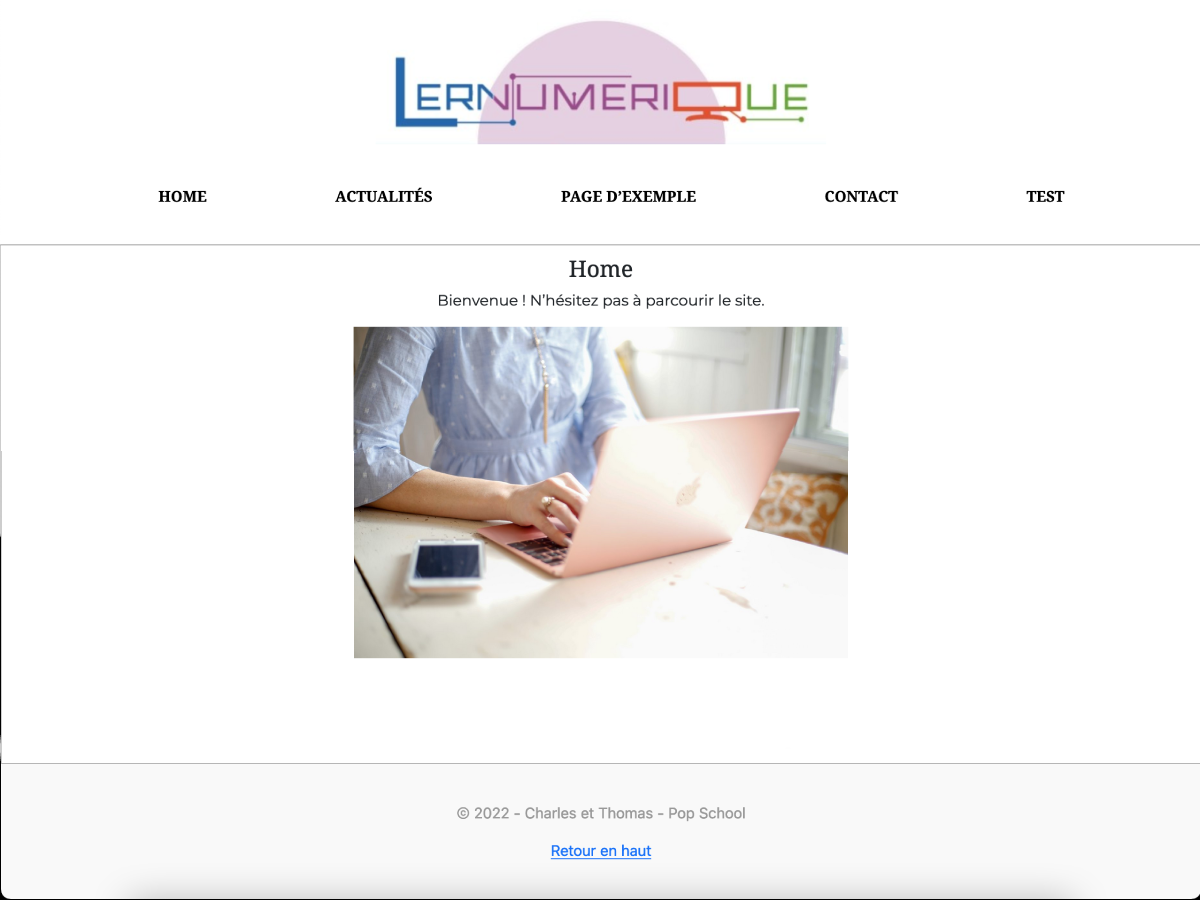 LERNUMERIQUE
HOME ACTUALITÉS PAGE D’EXEMPLE CONTACT TEST
Home
Bienvenue ! N’hésitez pas à parcourir le site.
© 2022 - Charles et Thomas - Pop School
Retour en haut